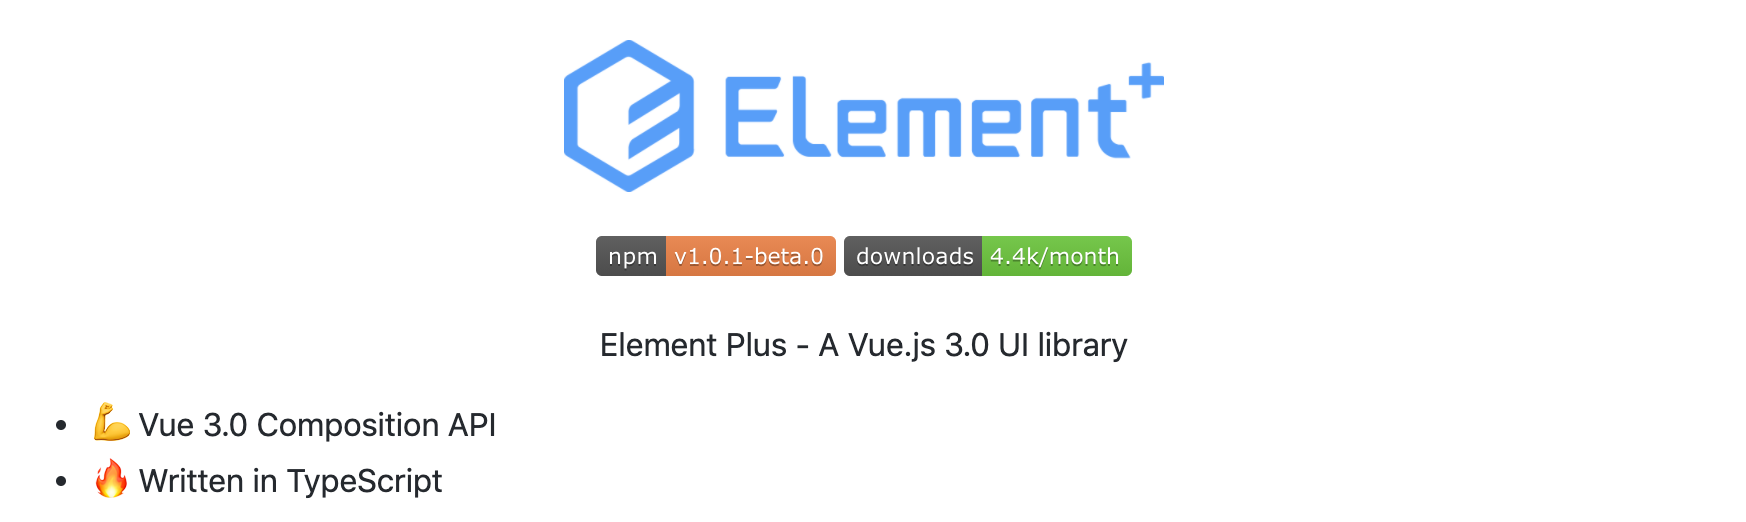 Element+
npm v1.0.1-beta.0 downloads 4.4k/month
Element Plus - A Vue.js 3.0 UI library
• 💪 Vue 3.0 Composition API
• 🔥 Written in TypeScript